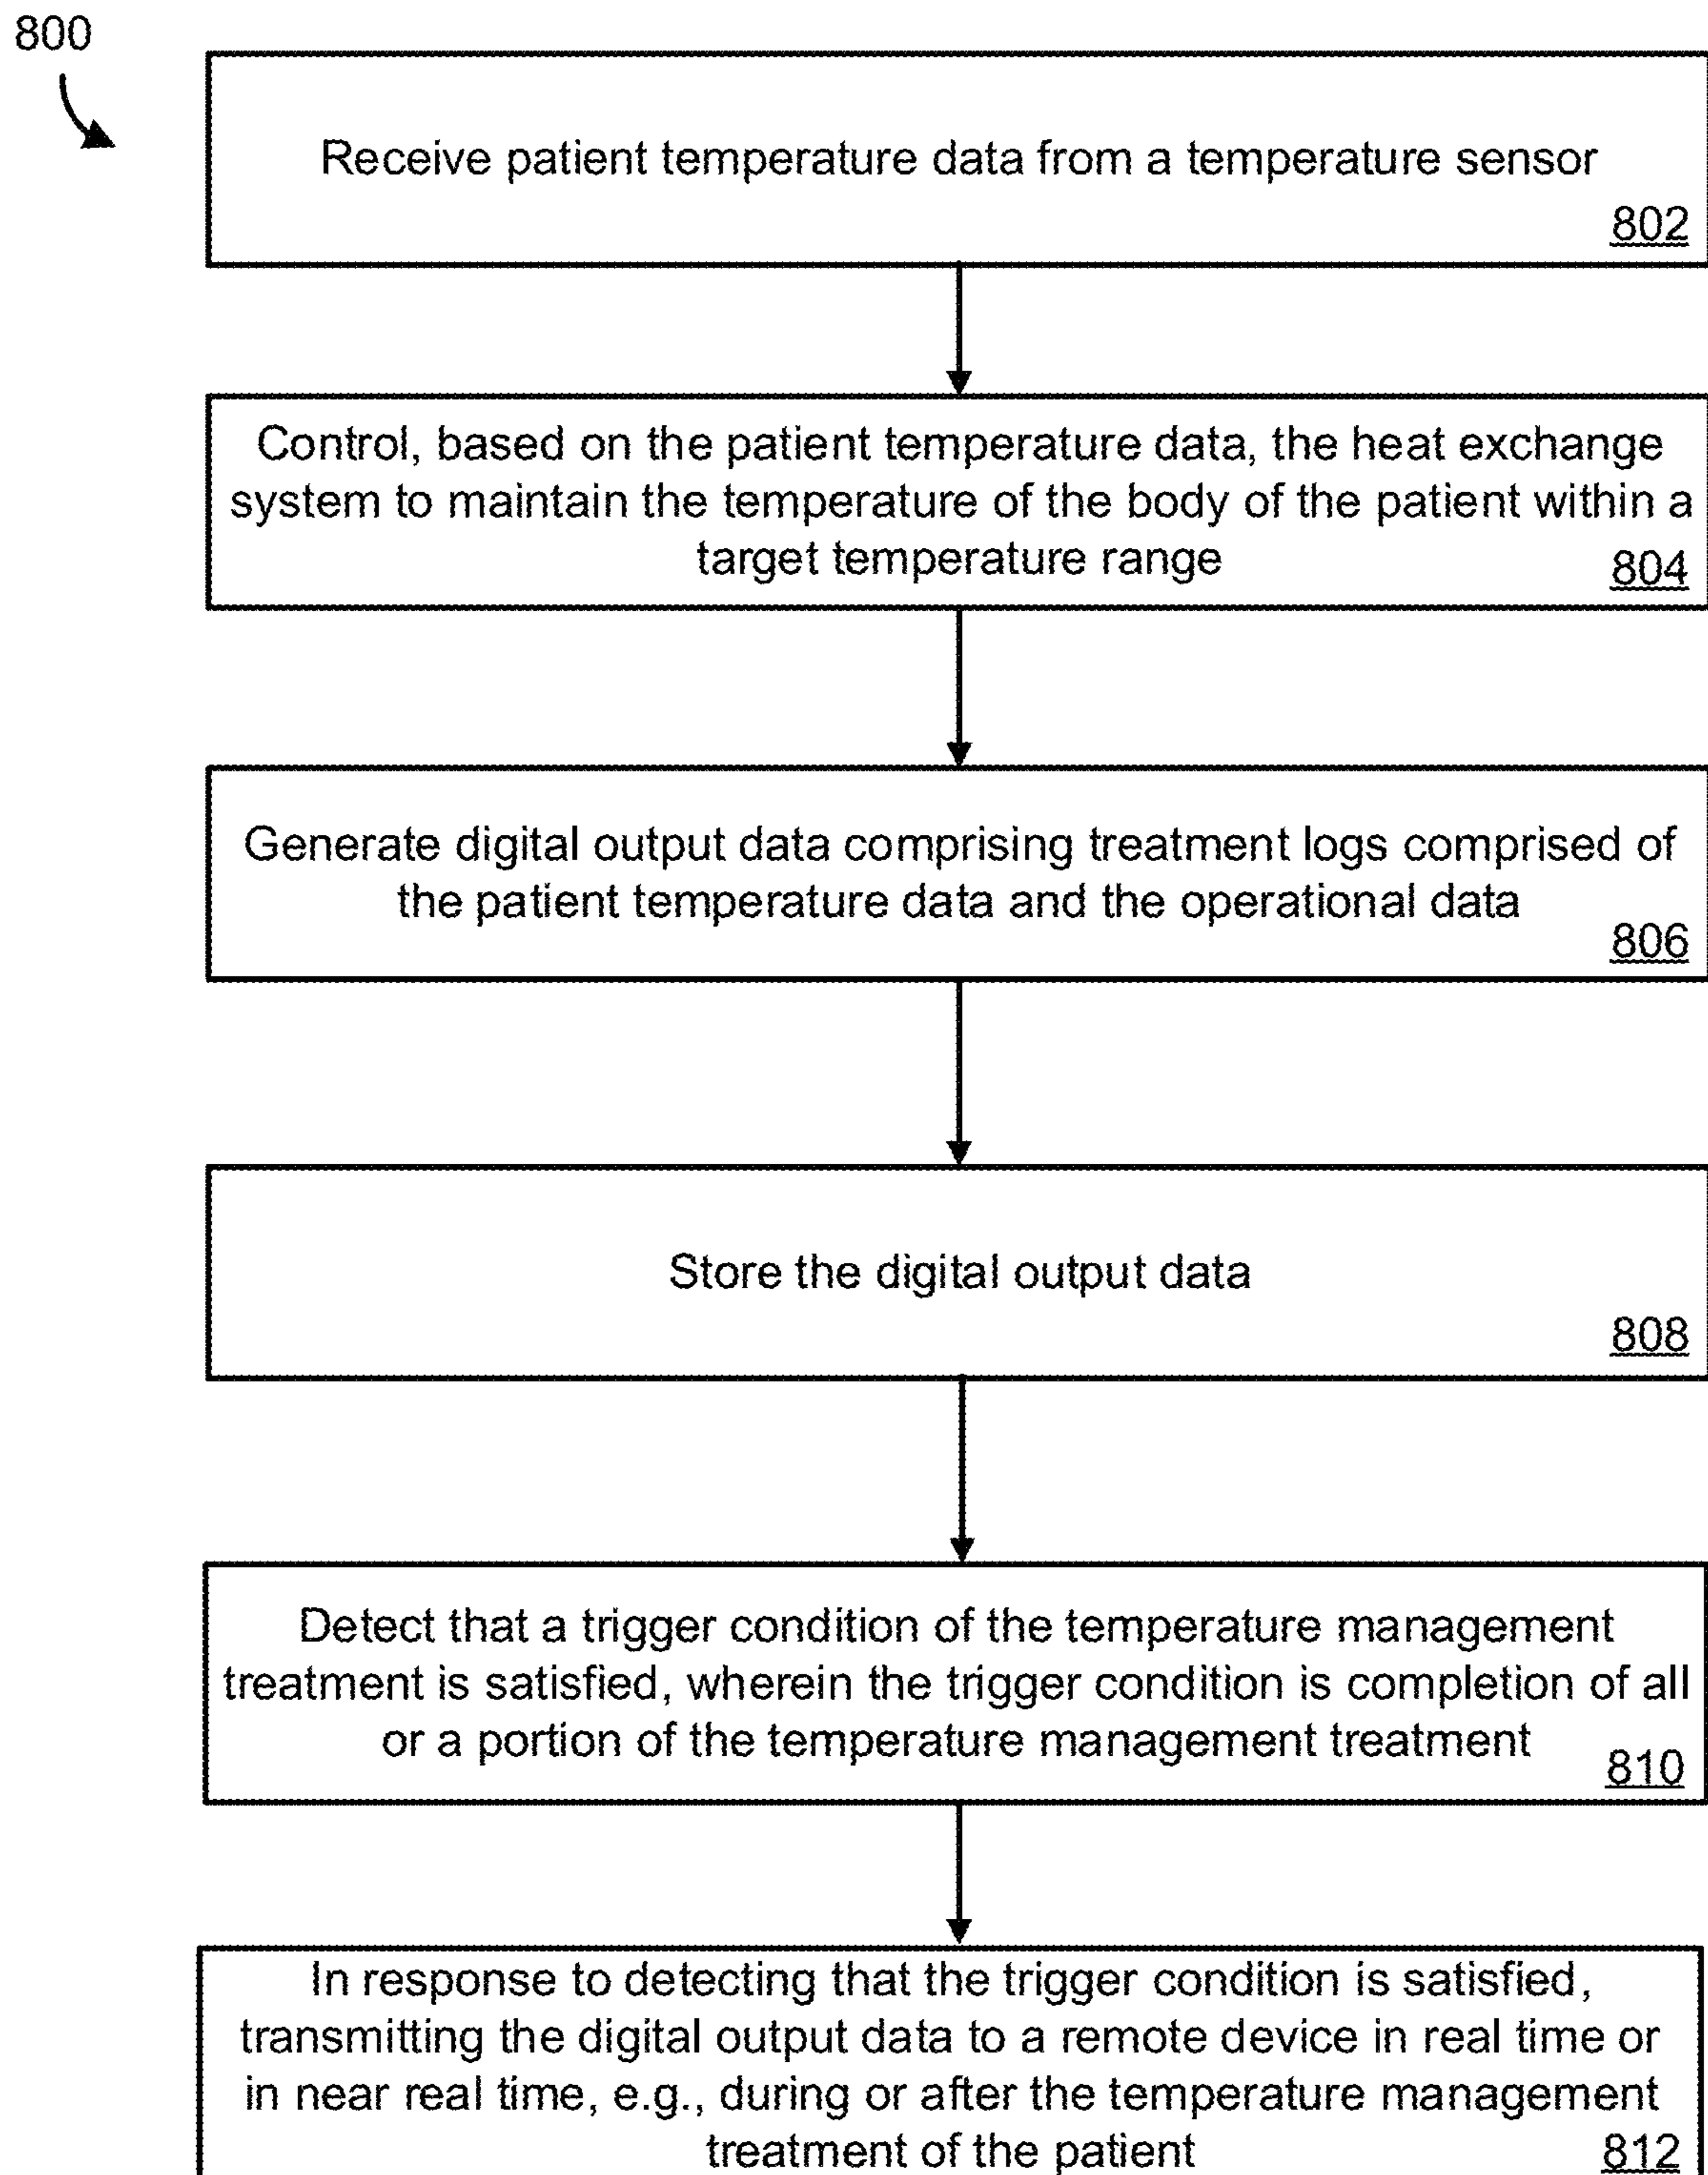 800
Receive patient temperature data from a temperature sensor
802
Control, based on the patient temperature data, the heat exchange
system to maintain the temperature of the body of the patient within a
target temperature range
804
Generate digital output data comprising treatment logs comprised of
the patient temperature data and the operational data
806
Store the digital output data
808
Detect that a trigger condition of the temperature management
treatment is satisfied, wherein the trigger condition is completion of all
or a portion of the temperature management treatment
810
In response to detecting that the trigger condition is satisfied,
transmitting the digital output data to a remote device in real time or
in near real time, e.g., during or after the temperature management
treatment of the patient
812